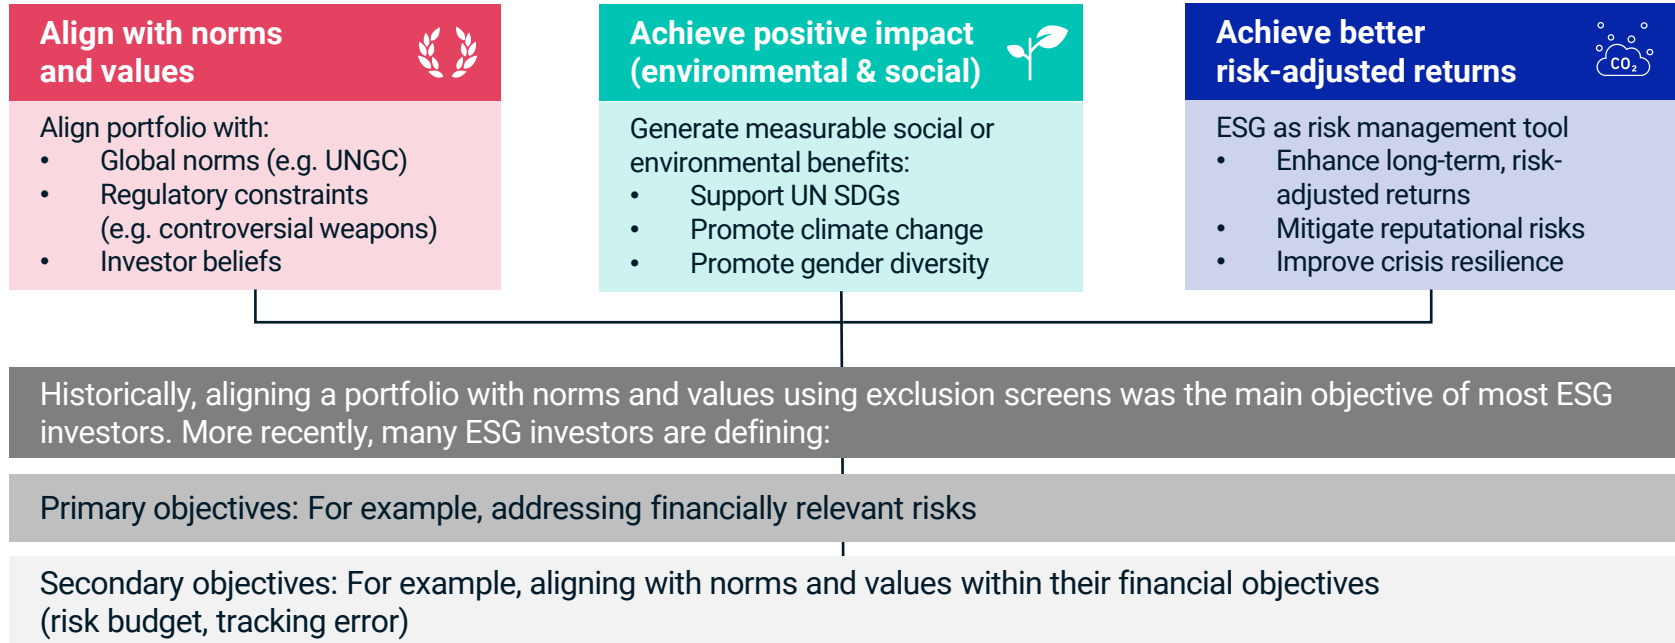 Align with norms
and values
Align portfolio with:
• Global norms (e.g. UNGC)
• Regulatory constraints
(e.g. controversial weapons)
• Investor beliefs
Achieve positive impact
(environmental & social)
Generate measurable social or
environmental benefits:
• Support UN SDGs
• Promote climate change
• Promote gender diversity
Achieve better
risk-adjusted returns
CO₂
ESG as risk management tool
• Enhance long-term, risk-
adjusted returns
• Mitigate reputational risks
• Improve crisis resilience
Historically, aligning a portfolio with norms and values using exclusion screens was the main objective of most ESG
investors. More recently, many ESG investors are defining:
Primary objectives: For example, addressing financially relevant risks
Secondary objectives: For example, aligning with norms and values within their financial objectives
(risk budget, tracking error)